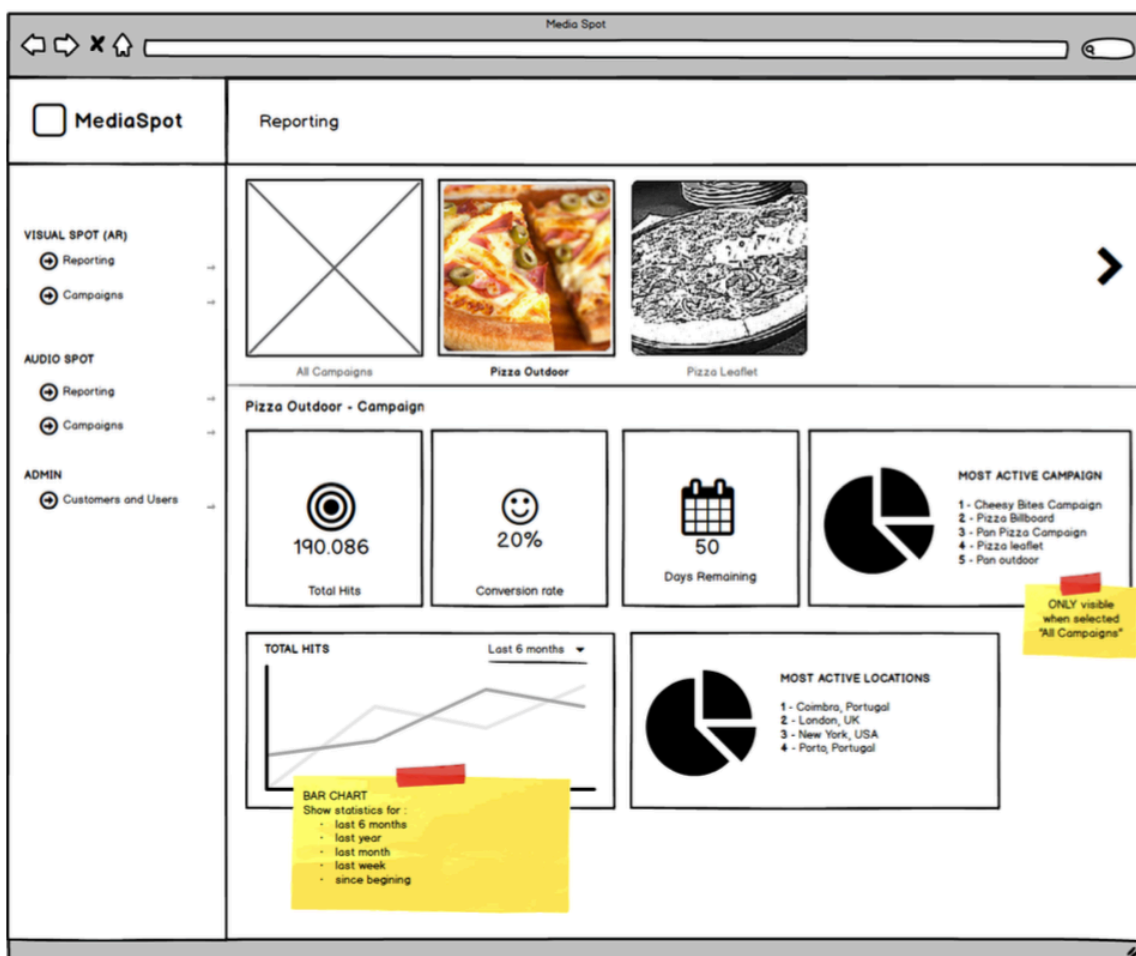 Media Spot
MediaSpot
Reporting
VISUAL SPOT (AR)
Reporting
Campaigns
AUDIO SPOT
Reporting
Campaigns
ADMIN
Customers and Users
All Campaigns
Pizza Outdoor
Pizza Leaflet
Pizza Outdoor - Campaign
190.086
Total Hits
20%
Conversion rate
50
Days Remaining
MOST ACTIVE CAMPAIGN
1 - Cheesy Bites Campaign
2 - Pizza Billboard
3 - Pan Pizza Campaign
4 - Pizza leaflet
5 - Pan outdoor
ONLY visible
when selected
"All Campaigns"
TOTAL HITS
Last 6 months
BAR CHART
Show statistics for :
· last 6 months
· last year
· last month
· last week
· since begining
MOST ACTIVE LOCATIONS
1 - Coimbra, Portugal
2 - London, UK
3 - New York, USA
4 - Porto, Portugal